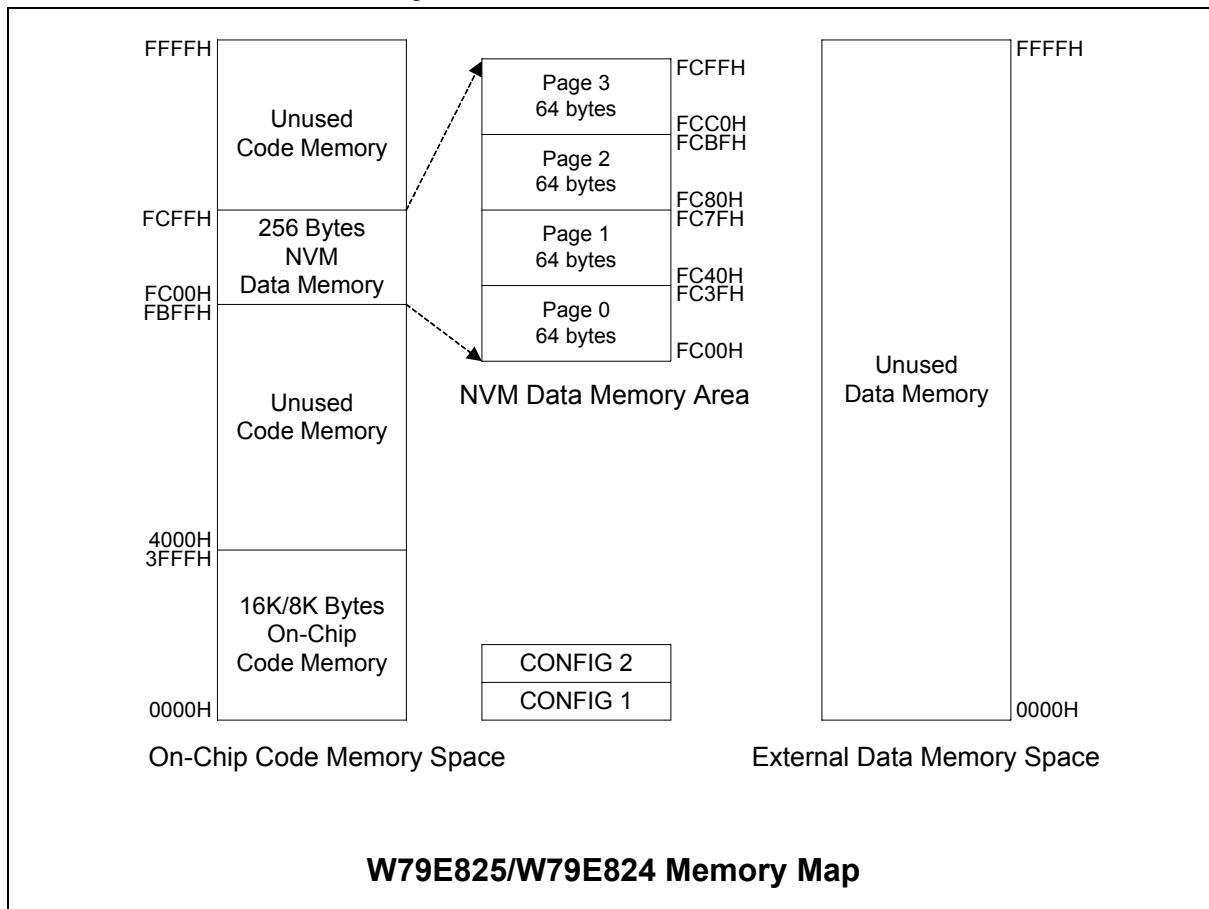 FFFFH
Unused
Code Memory
FCFFH
256 Bytes
NVM
Data Memory
FC00H
FBFFH
Unused
Code Memory
4000H
3FFFH
16K/8K Bytes
On-Chip
Code Memory
0000H
On-Chip Code Memory Space
Page 3
64 bytes
FCFFH
FCC0H
Page 2
64 bytes
FCBFH
FC80H
Page 1
64 bytes
FC7FH
FC40H
Page 0
64 bytes
FC3FH
FC00H
NVM Data Memory Area
CONFIG 2
CONFIG 1
FFFFH
Unused
Data Memory
0000H
External Data Memory Space
W79E825/W79E824 Memory Map